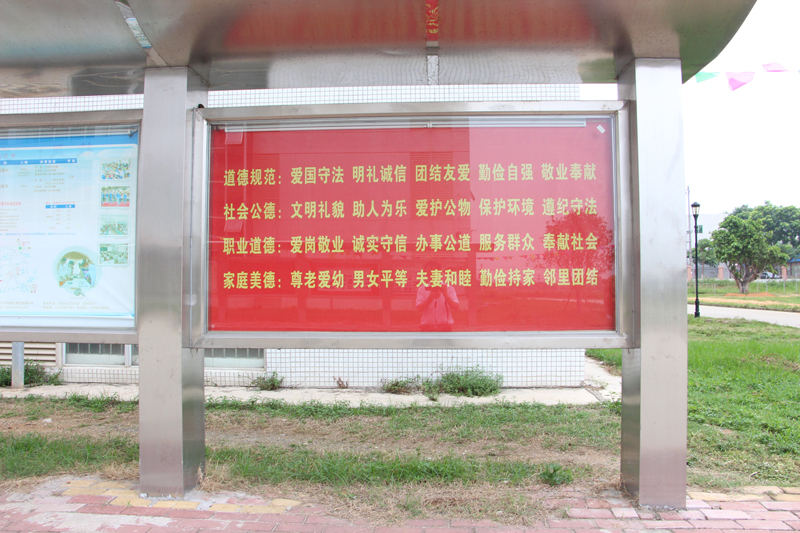 道德规范：爱国守法 明礼诚信 团结友爱 勤俭自强 敬业奉献
社会公德：文明礼貌 助人为乐 爱护公物 保护环境 道纪守法
职业道德：爱岗敬业 诚实守信 办事公道 服务群众 奉献社会
家庭美德：尊老爱幼 男女平等 夫妻和睦 勤俭持家 邻里团结